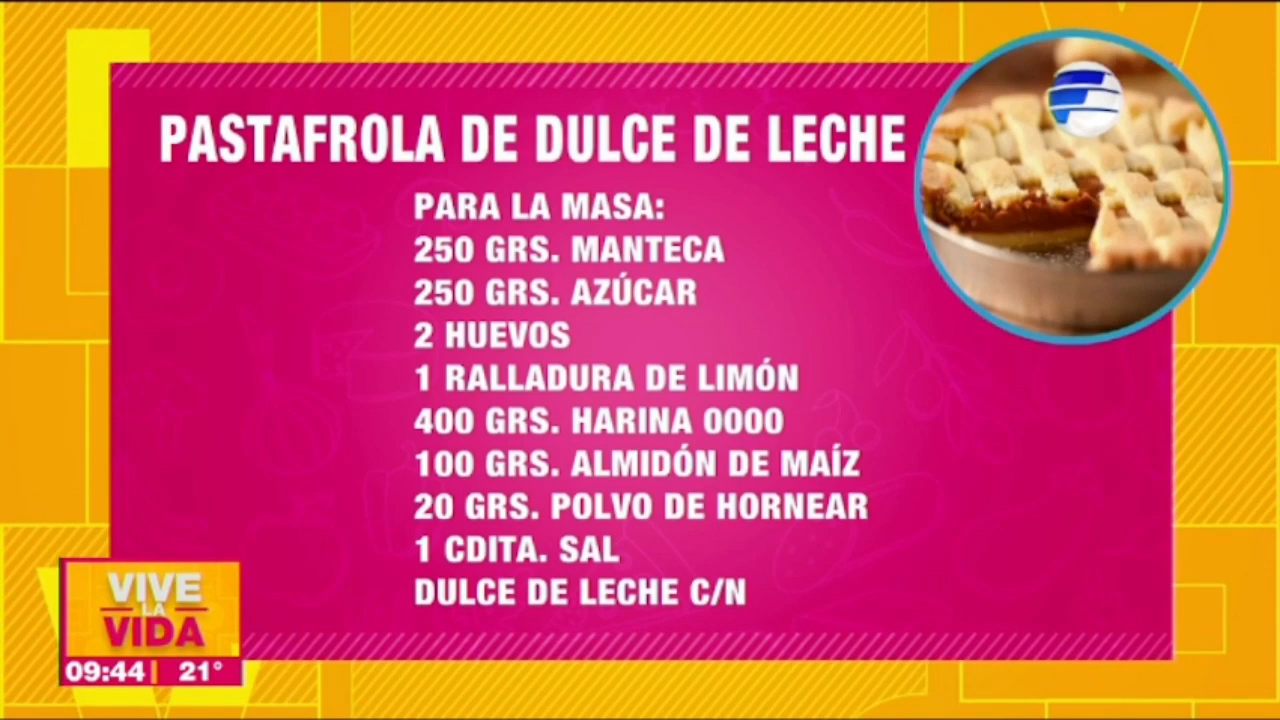 PASTAFROLA DE DULCE DE LECHE
PARA LA MASA:
250 GRS. MANTECA
250 GRS. AZÚCAR
2 HUEVOS
1 RALLADURA DE LIMÓN
400 GRS. HARINA 0000
100 GRS. ALMIDÓN DE MAÍZ
20 GRS. POLVO DE HORNEAR
1 CDITA. SAL
DULCE DE LECHE C/N
VIVE
LA
VIDA
09:44 21°